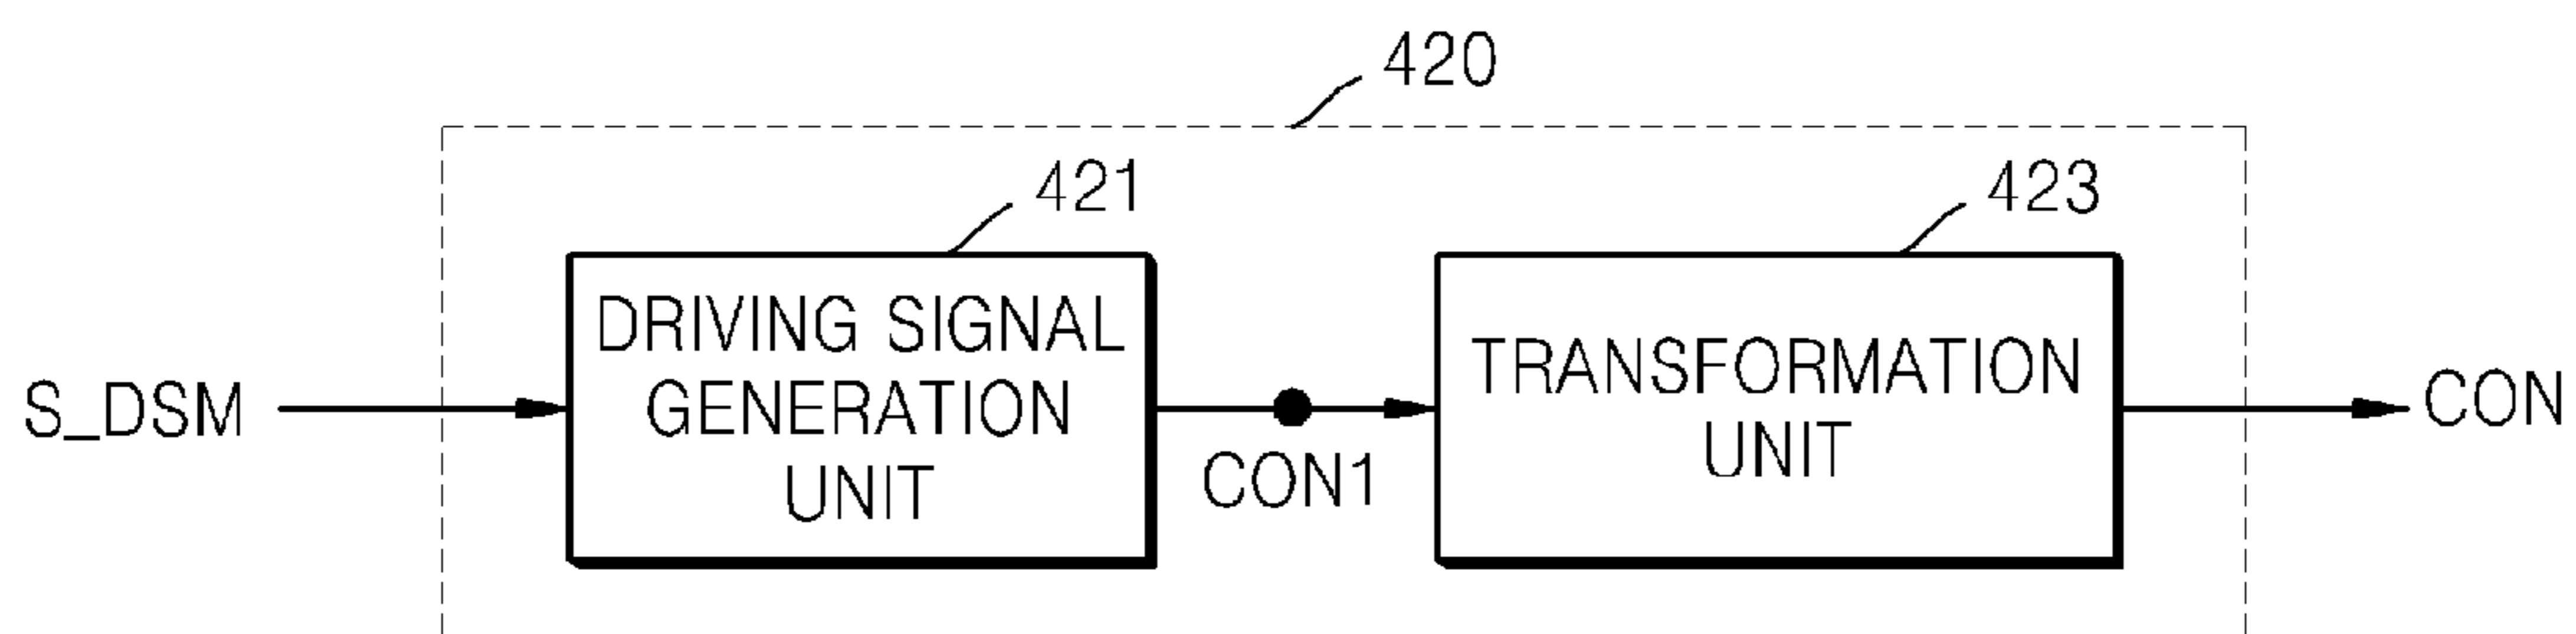 420
421
423
DRIVING SIGNAL
GENERATION
UNIT
TRANSFORMATION
UNIT
S_DSM
CON1
CON